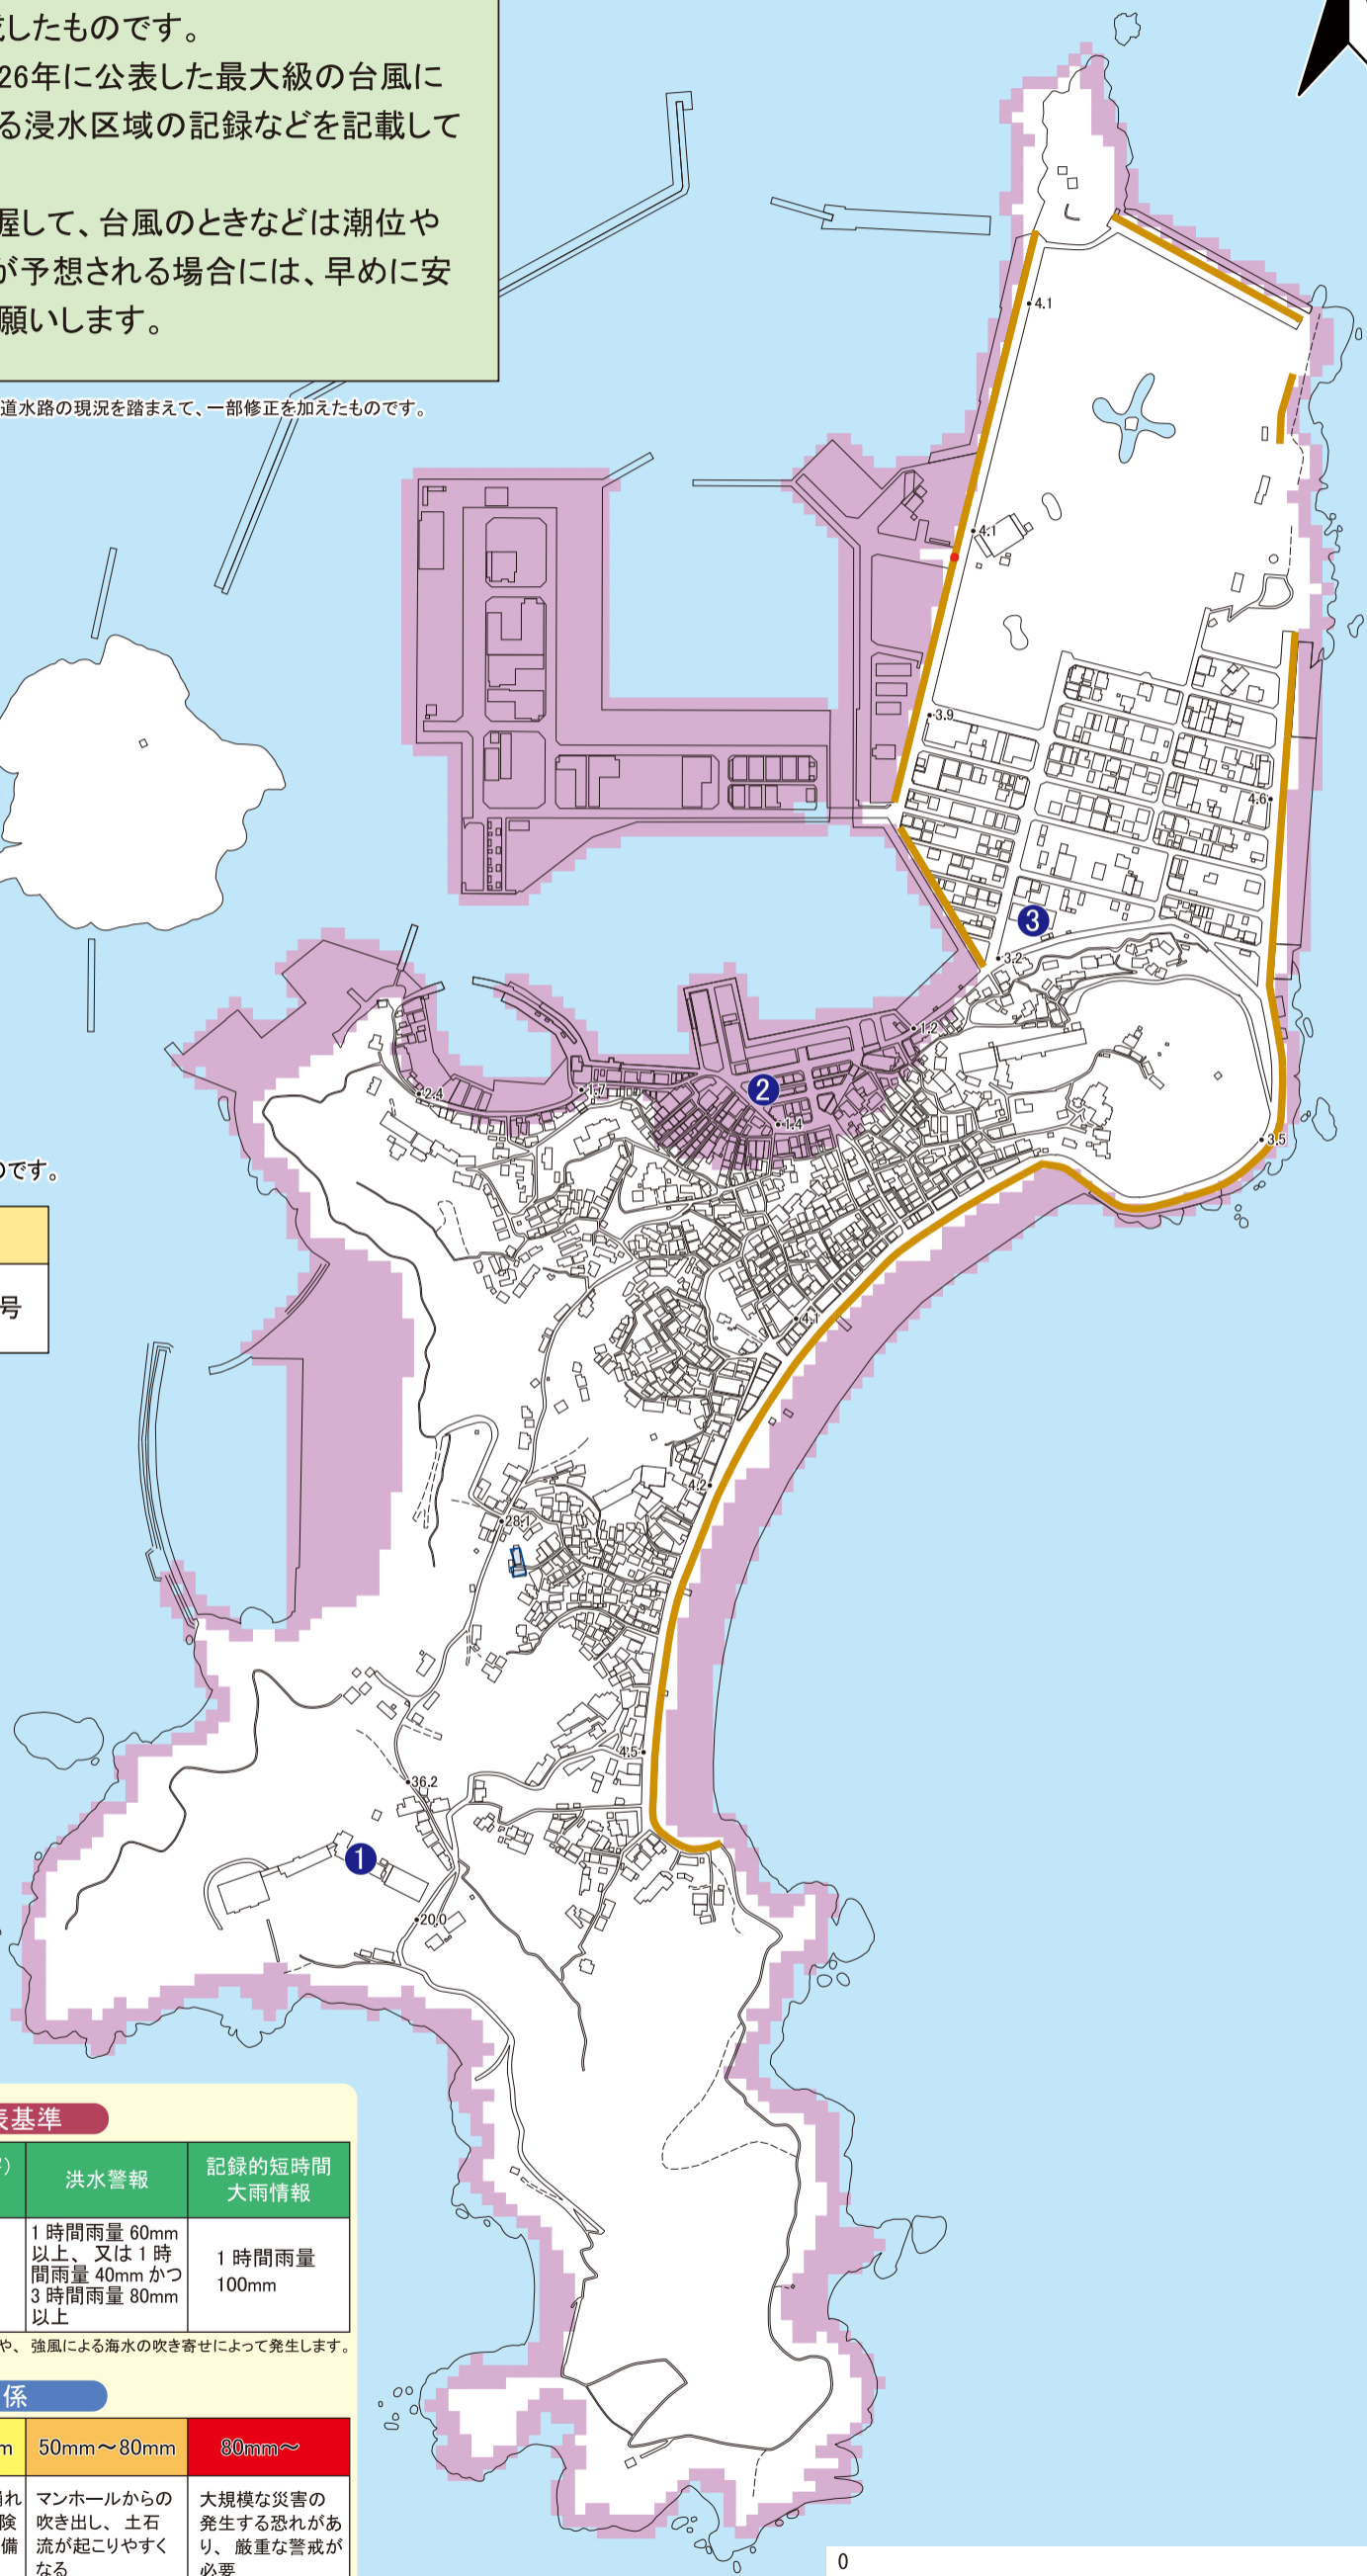 成したものです。
26年に公表した最大級の台風に
る浸水区域の記録などを記載して
握して、台風のときなどは潮位や
が予想される場合には、早めに安
願いします。
道水路の現況を踏まえて、一部修正を加えたものです。
4.1
4.1
3.9
4.6
3
3.2
1.2
2.4
1.7
2
1.4
3.5
のです。
号
4.1
4.2
28.1
4.5
36.2
1
20.0
表基準
洪水警報
記録的短時間
大雨情報
1時間雨量 60mm
以上、又は1時
間雨量 40mm かつ
3時間雨量 80mm
以上
1時間雨量
100mm
や、強風による海水の吹き寄せによって発生します。
係
m
50mm～80mm
80mm～
崩れ
険
備
マンホールからの
吹き出し、土石
流が起こりやすく
なる
大規模な災害の
発生する恐れがあ
り、厳重な警戒が
必要
0